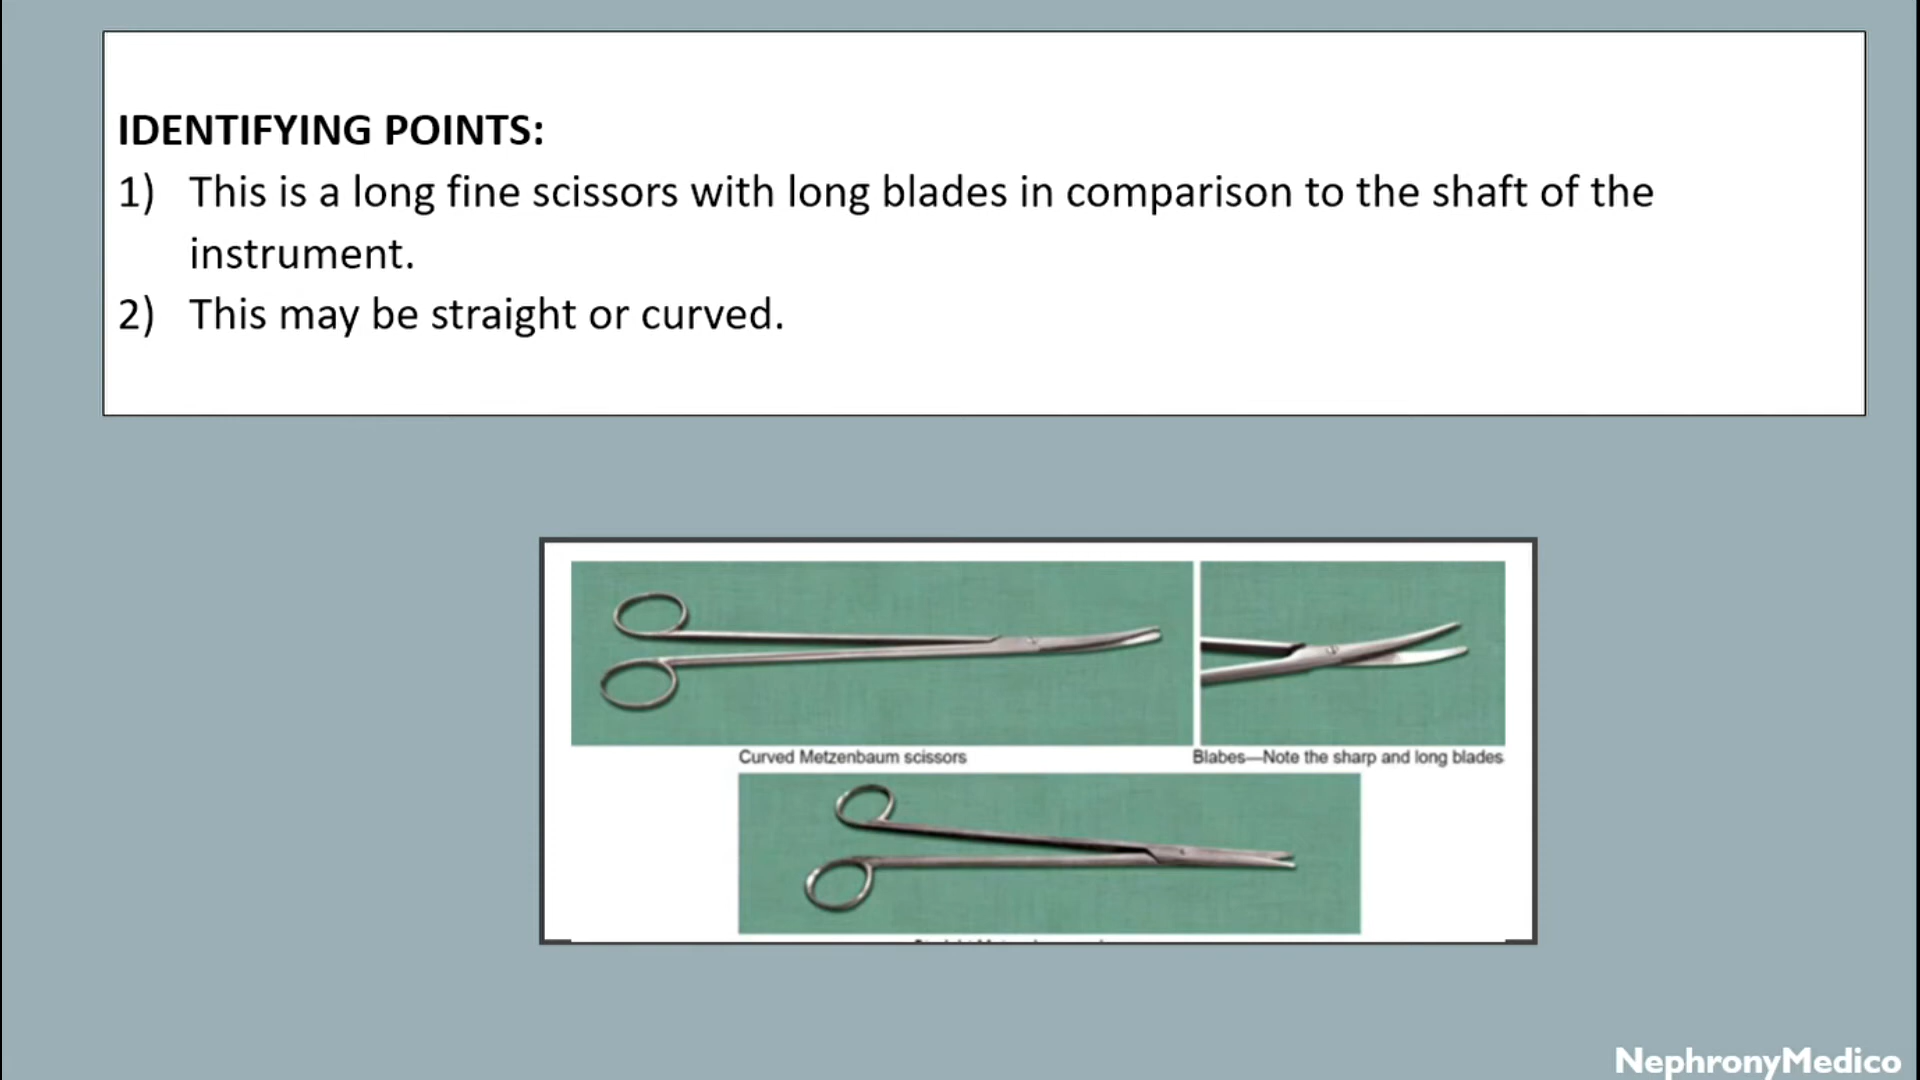 IDENTIFYING POINTS:
1) This is a long fine scissors with long blades in comparison to the shaft of the
instrument.
2) This may be straight or curved.
Curved Metzenbaum scissors
Blabes—Note the sharp and long blades
NephronyMedico